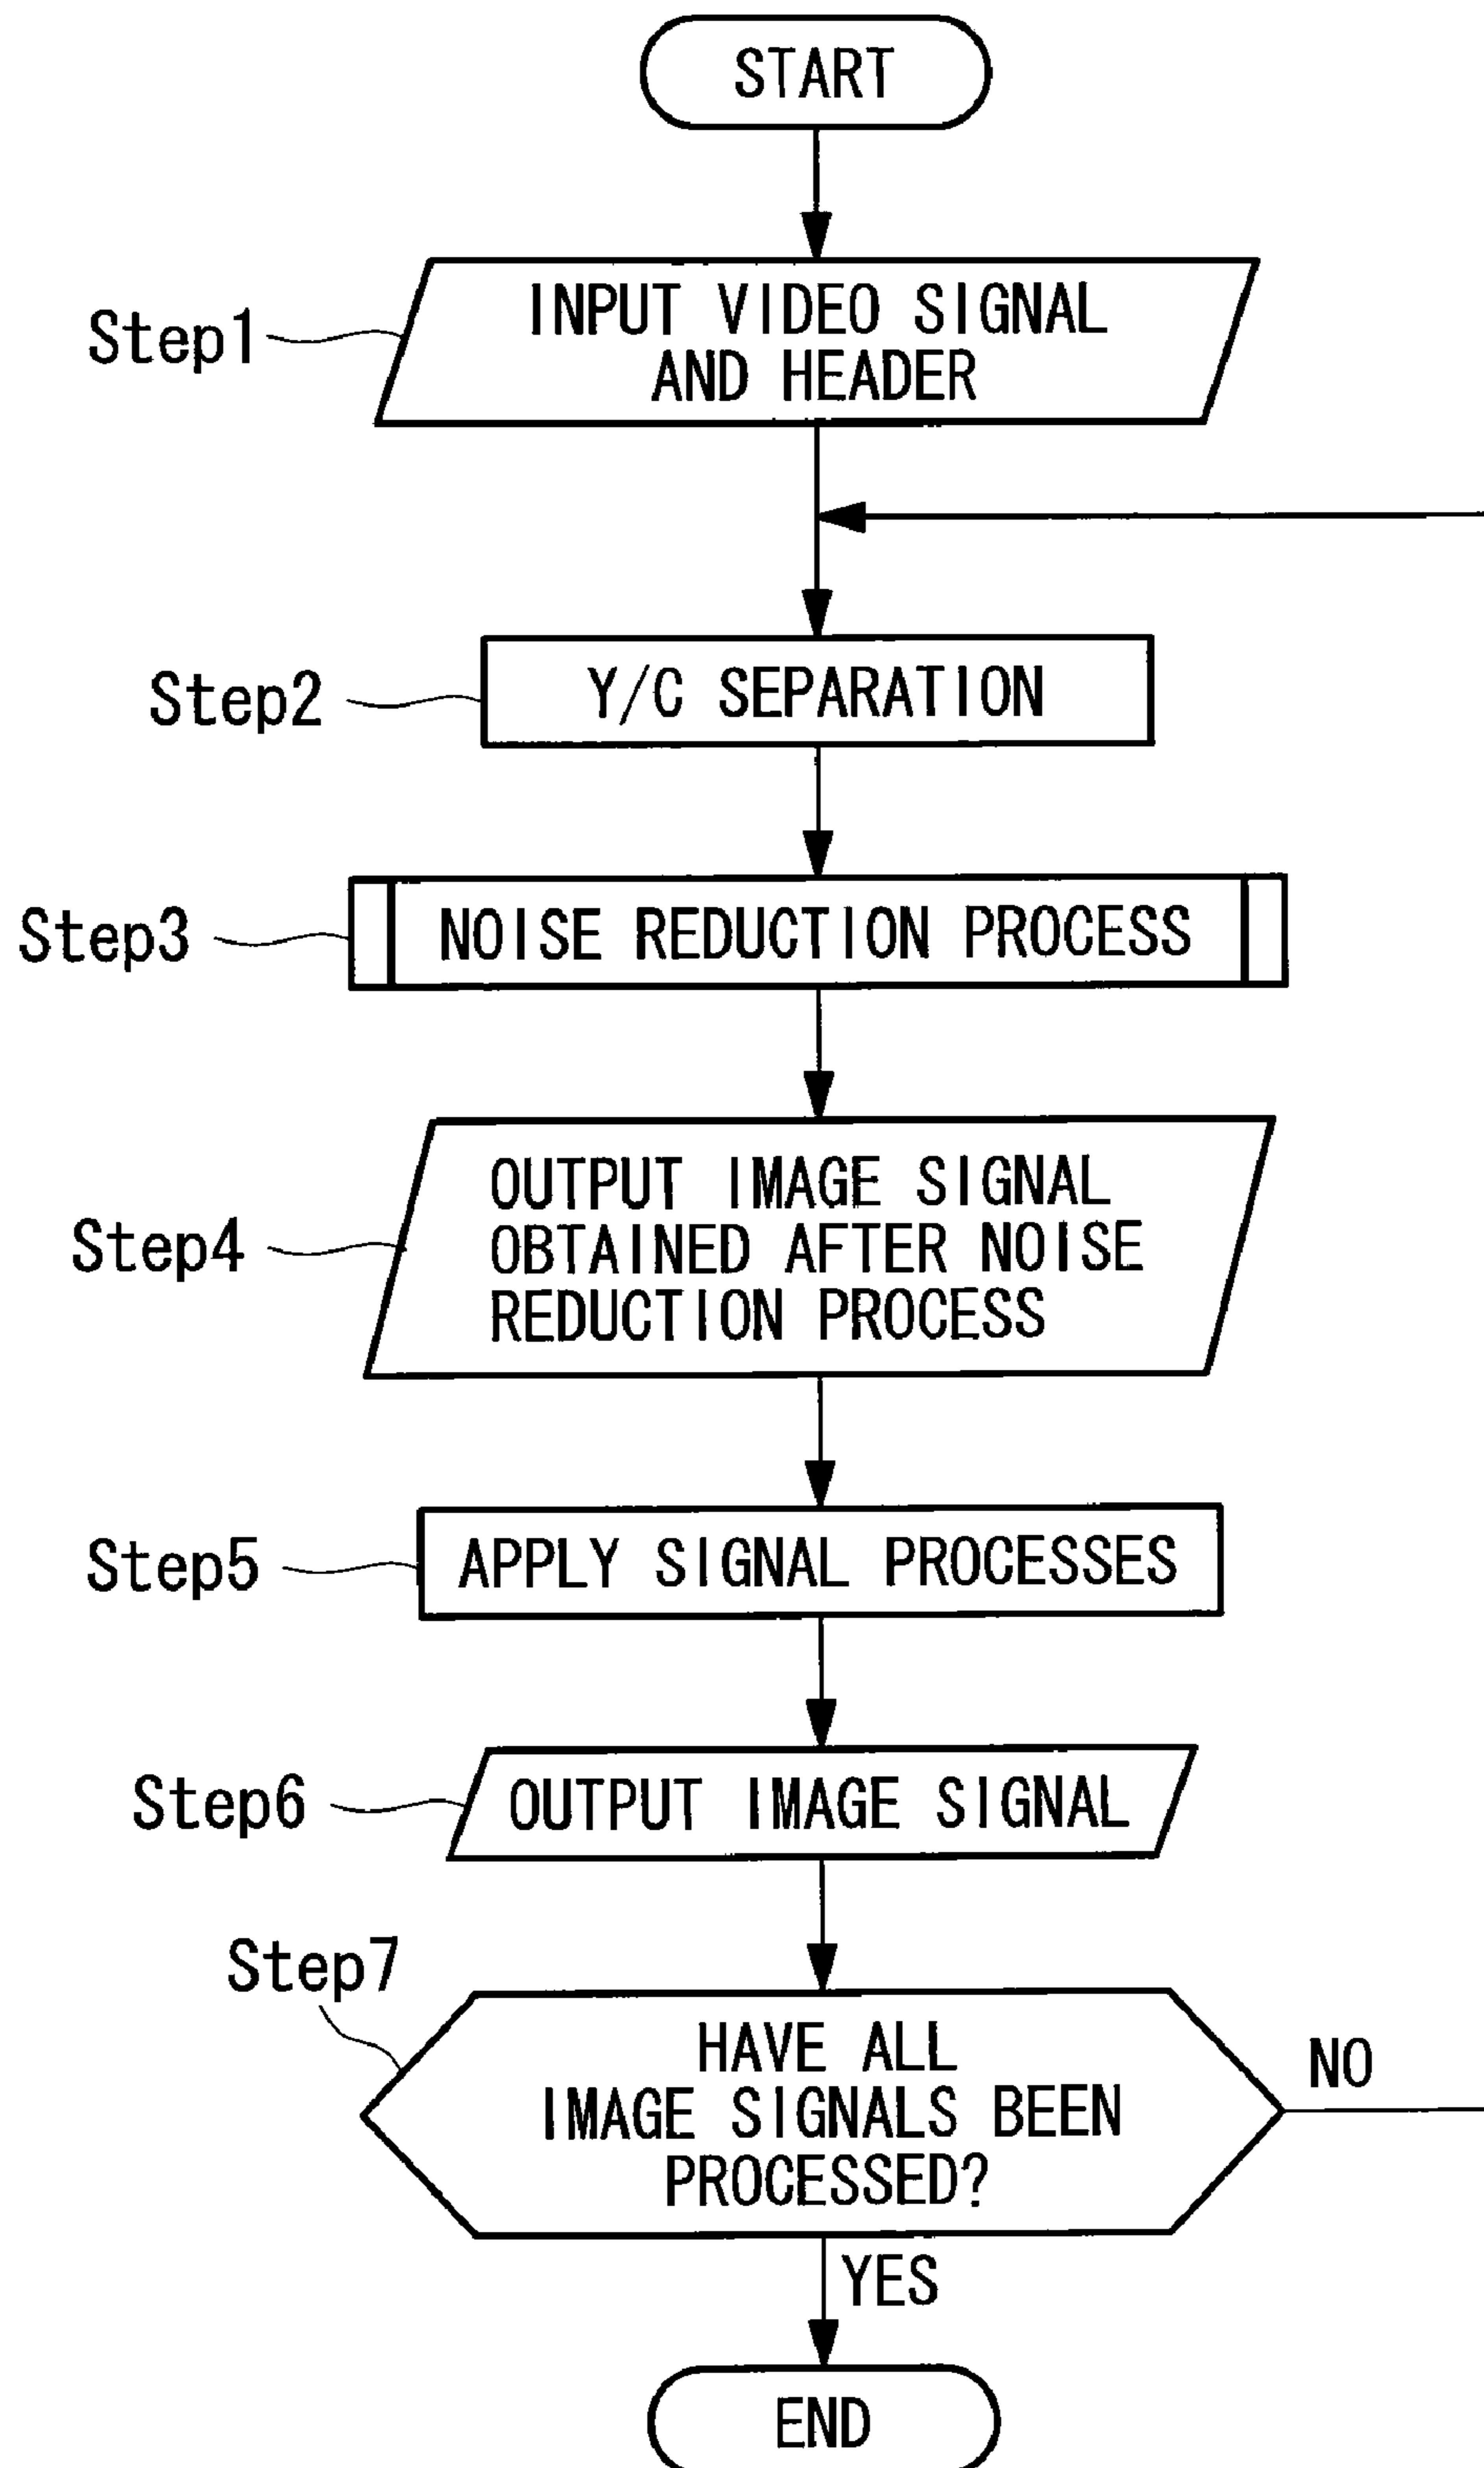 START
Step1
INPUT VIDEO SIGNAL
AND HEADER
Step2
Y/C SEPARATION
Step3
NOISE REDUCTION PROCESS
Step4
OUTPUT IMAGE SIGNAL
OBTAINED AFTER NOISE
REDUCTION PROCESS
Step5
APPLY SIGNAL PROCESSES
Step6
OUTPUT IMAGE SIGNAL
Step7
HAVE ALL
IMAGE SIGNALS BEEN
PROCESSED?
NO
YES
END